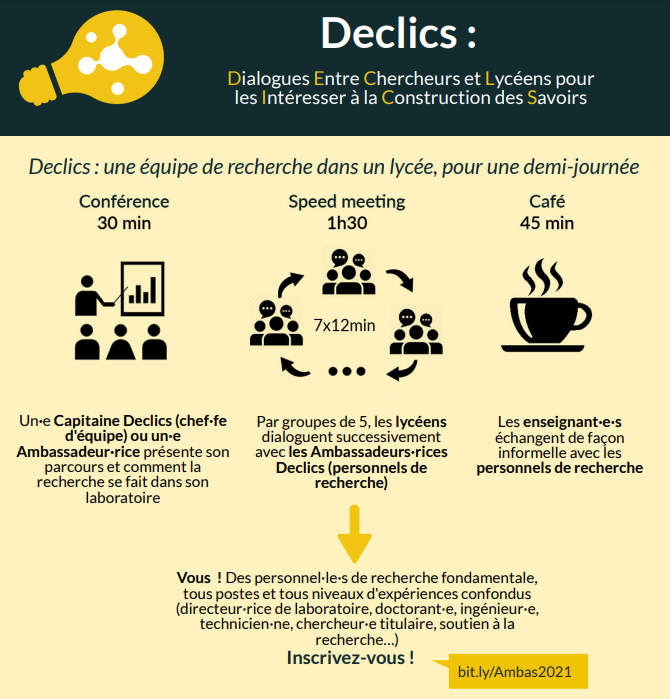 Declics :
Dialogues Entre Chercheurs et Lycéens pour
les Intéresser à la Construction des Savoirs
Declics : une équipe de recherche dans un lycée, pour une demi-journée
Conférence
30 min
Speed meeting
1h30
Café
45 min
7x12min
Un·e Capitaine Declics (chef·fe
d'équipe) ou un·e
Ambassadeur·rice présente son
parcours et comment la
recherche se fait dans son
laboratoire
Par groupes de 5, les lycéens
dialoguent successivement
avec les Ambassadeurs·rices
Declics (personnels de
recherche)
Les enseignant·e·s
échangent de façon
informelle avec les
personnels de recherche
Vous ! Des personnel·le·s de recherche fondamentale,
tous postes et tous niveaux d'expériences confondus
(directeur·rice de laboratoire, doctorant·e, ingénieur·e,
technicien·ne, chercheur·e titulaire, soutien à la
recherche...)
Inscrivez-vous !
bit.ly/Ambas2021